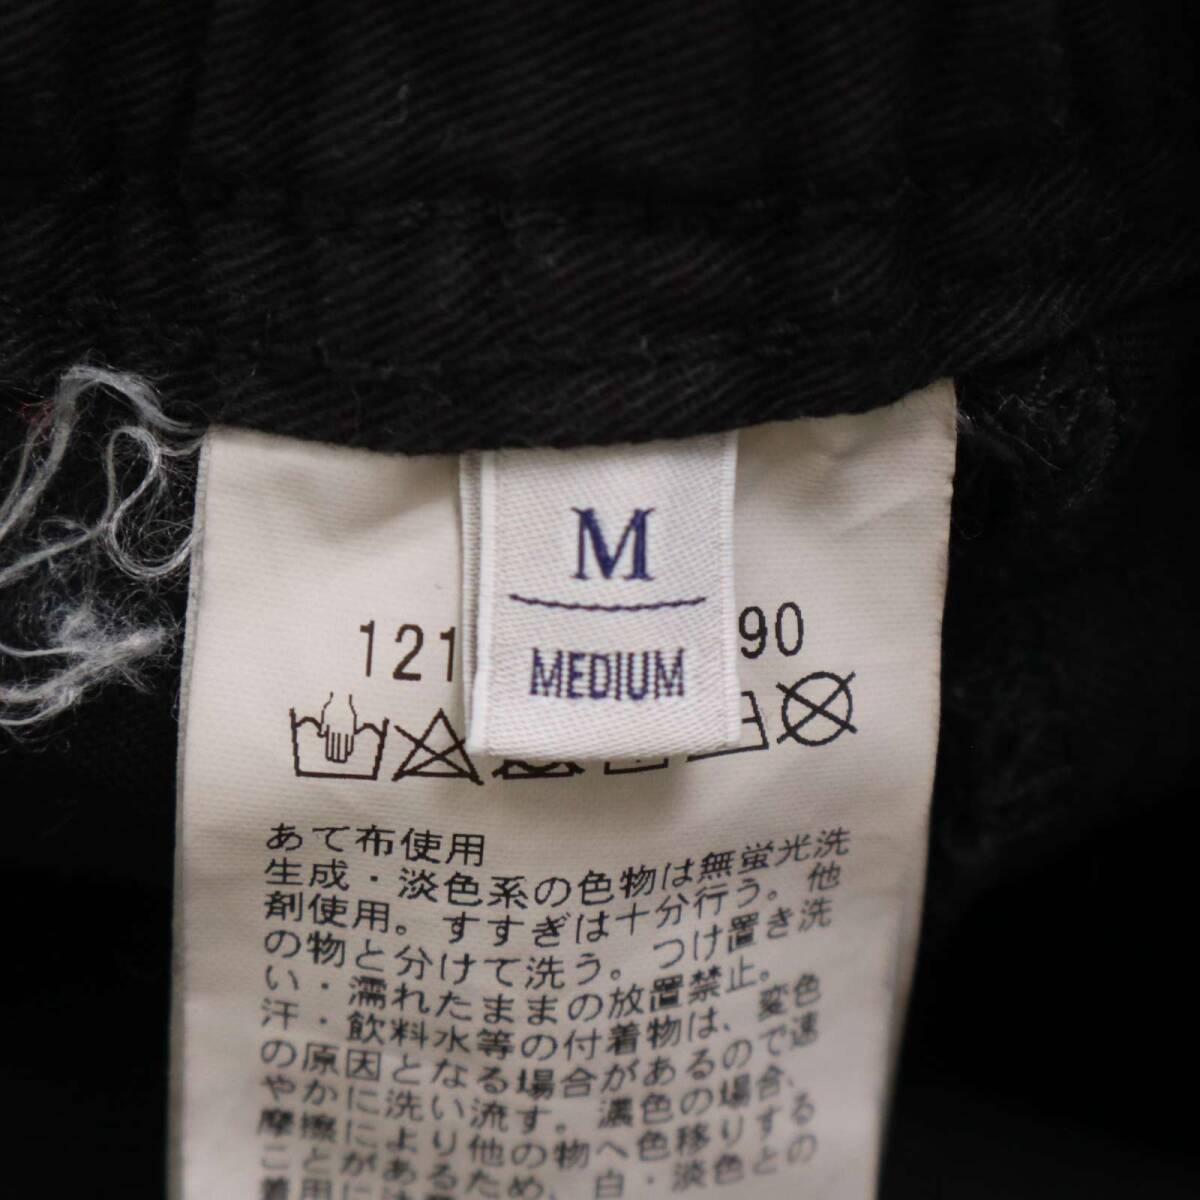 M
MEDIUM
121
90
あて布使用
生成・淡色系の色物は無蛍光洗
剤使用。すすぎは十分行う。他
の物と分けて洗う。つけ置き洗
い・濡れたままの放置禁止。
汗・飲料水等の付着物は、変色
の原因となる場合があるので速
やかに洗い流す。濃色の場合、
摩擦により他の物へ色移りする
ことがあるため、白・淡色との